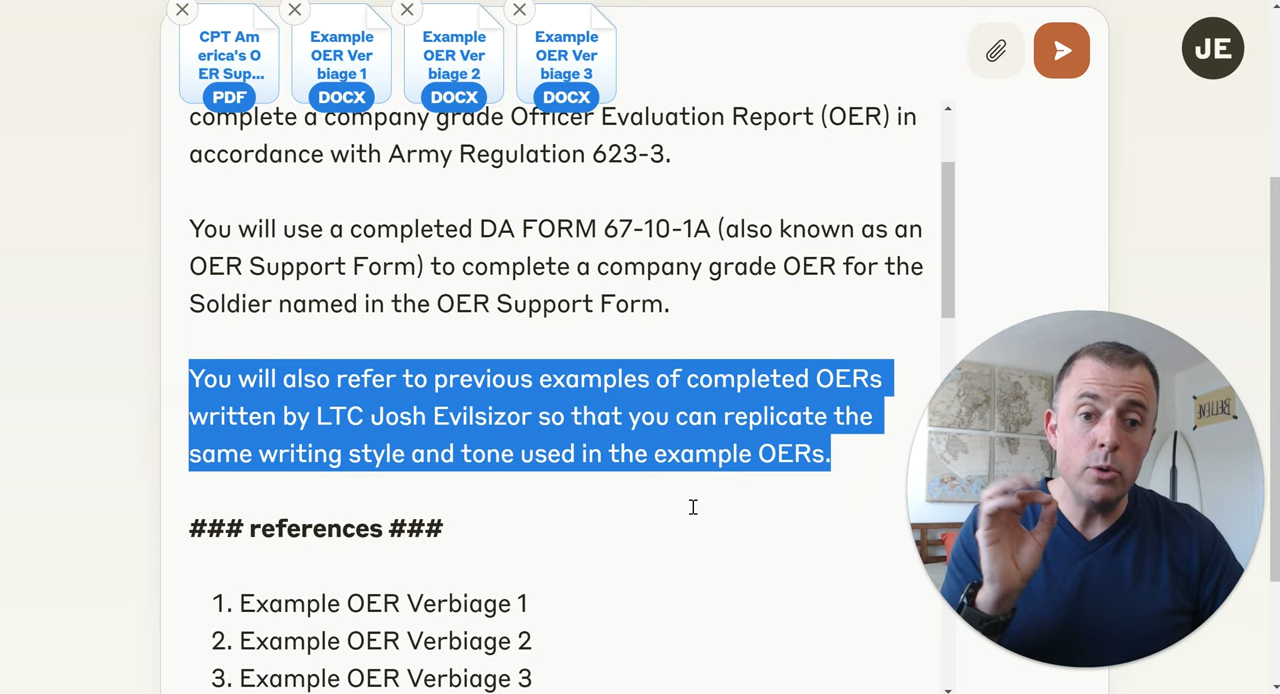 CPT Am
erica's O
ER Sup...
PDF
Example
OER Ver
biage 1
DOCX
Example
OER Ver
biage 2
DOCX
Example
OER Ver
biage 3
DOCX
JE
complete a company grade Officer Evaluation Report (OER) in
accordance with Army Regulation 623-3.
You will use a completed DA FORM 67-10-1A (also known as an
OER Support Form) to complete a company grade OER for the
Soldier named in the OER Support Form.
You will also refer to previous examples of completed OERs
written by LTC Josh Evilsizor so that you can replicate the
same writing style and tone used in the example OERs.
### references ###
1. Example OER Verbiage 1
2. Example OER Verbiage 2
3. Example OER Verbiage 3
BELIEVE